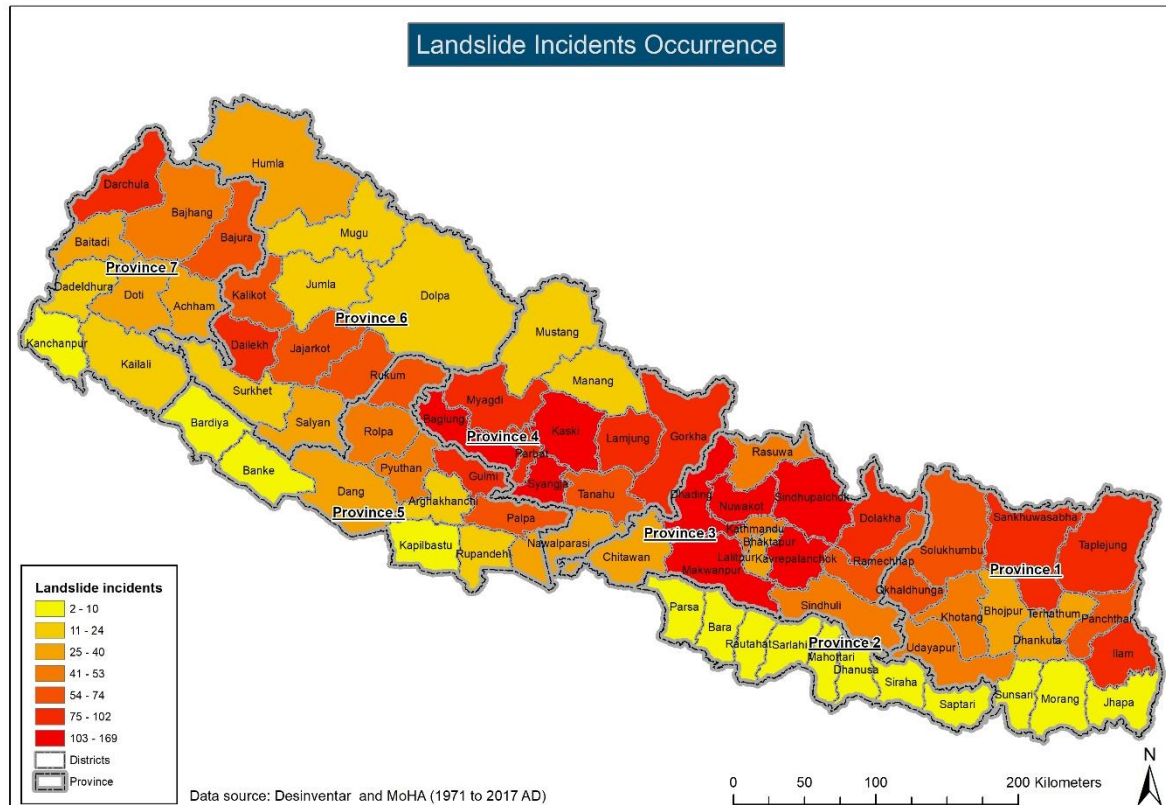 Landslide Incidents Occurrence
Humla
Darchula
Bajhang
Bajura
Mugu
Baitadi
Province 7
Dadeldhura
Doti
Achham
Jumla
Dolpa
Kalikot
Province 6
Mustang
Kanchanpur
Dailekh
Jajarkot
Kailali
Manang
Rukum
Surkhet
Myagdi
Salyan
Baglung
Kaski
Gorkha
Bardiya
Rolpa
Province 4
Lamjung
Parbat
Rasuwa
Banke
Pyuthan
Gulmi
Syangja
Dang
Arghakhanchi
Tanahu
Dhading
Nuwakot
Sindhupalchok
Province 5
Palpa
Dolakha
Sankhuwasabha
Kathmandu
Province 3
Bhaktapur
Nawalparasi
Kapilbastu
Rupandehi
Chitawan
Lalitpur
Kavrepalanchok
Makwanpur
Ramechhap
Solukhumbu
Taplejung
Province 1
Okhaldhunga
Sindhuli
Khotang
Bhojpur
Terhathum
Panchthar
Parsa
Bara
Rautahat
Sarlahi
Province 2
Mahottari
Dhanusa
Udayapur
Dhankuta
Ilam
Siraha
Saptari
Sunsari
Morang
Jhapa
Landslide incidents
2 - 10
11 - 24
25 - 40
41 - 53
54 - 74
75 - 102
103 - 169
Districts
Province
Data source: Desinventar and MoHA (1971 to 2017 AD)
0 50 100 200 Kilometers
N